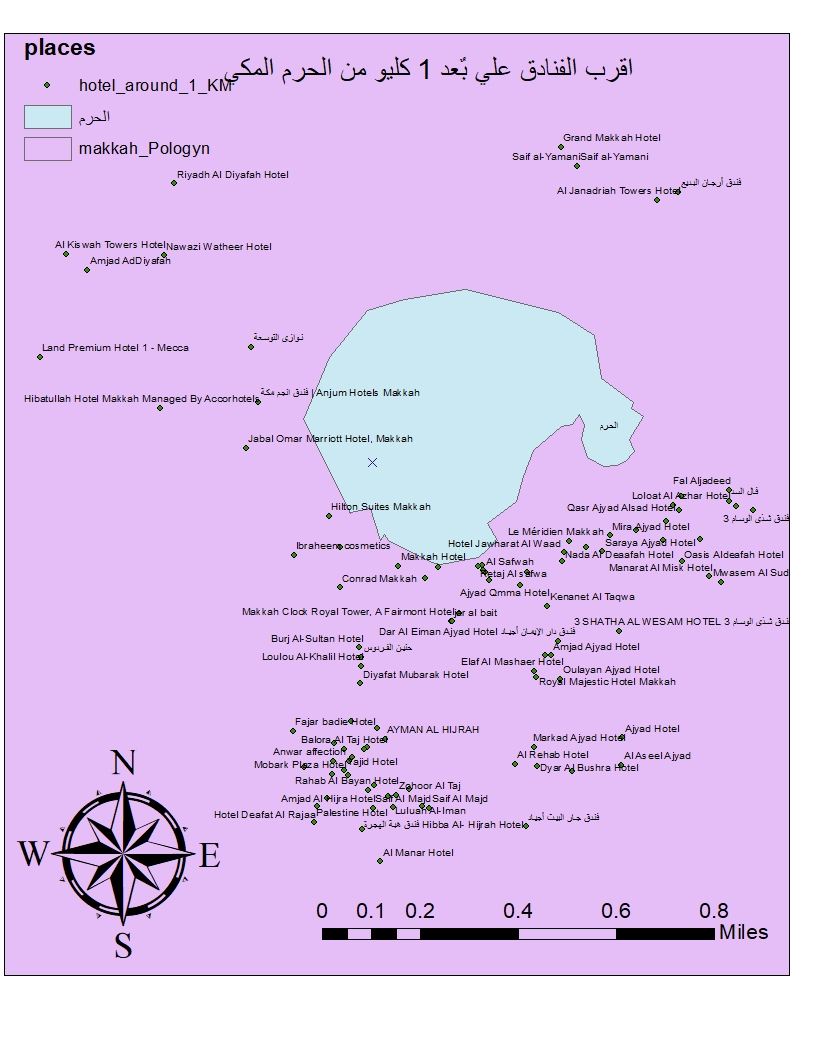 places
اقرب الفنادق علي بٌعد 1 كليو من الحرم المكي
hotel_around_1_KM
الحرم
makkah_Pologyn
Grand Makkah Hotel
Saif al-YamaniSaif al-Yamani
Riyadh Al Diyafah Hotel
Al Janadriah Towers Hotel
فندق أرجان البديع
Al Kiswah Towers Hotel
Nawazi Watheer Hotel
Amjad AdDiyafah
نوازي التوسعة
Land Premium Hotel 1 - Mecca
فندق انجم مكة | Anjum Hotels Makkah
Hibatullah Hotel Makkah Managed By Accorhotels
الحرم
Jabal Omar Marriott Hotel, Makkah
Fal Aljadeed
Loloat Al Azhar Hotel
Hilton Suites Makkah
Qasr Ajyad Alsad Hotel
فندق شذى الوسام 3
Mira Ajyad Hotel
Le Méridien Makkah
Ibraheem cosmetics
Hotel Jawharat Al Waad
Saraya Ajyad Hotel
Makkah Hotel
Nada Al Deaafah Hotel
Oasis Aldeafah Hotel
Al Safwah
Manarat Al Misk Hotel
Conrad Makkah
Mwasem Al Sud
Ajyad Qmma Hotel
Kenanet Al Taqwa
Makkah Clock Royal Tower, A Fairmont Hotel
3 SHATHA AL WESAM HOTEL فندق شذى الوسام 3
Dar Al Eiman Ajyad Hotel فندق دار الإيمان أجياد
Burj Al-Sultan Hotel
حنين الفردوس
Amjad Ajyad Hotel
Loulou Al-Khalil Hotel
Elaf Al Mashaer Hotel
Oulayan Ajyad Hotel
Diyafat Mubarak Hotel
Royal Majestic Hotel Makkah
Fajar badie Hotel
AYMAN AL HIJRAH
Ajyad Hotel
Balora Al Taj Hotel
Markad Ajyad Hotel
Anwar affection
Al Rehab Hotel
Al Aseel Ajyad
Mobark Plaza Hotel
Majid Hotel
Dyar Al Bushra Hotel
Rahab Al Bayan Hotel
Zohoor Al Taj
Amjad Al Hijra Hotel
Saif Al Majd
Saif Al Majd
Hotel Deafat Al Rajaa
Palestine Hotel
Luluah Al-Iman
فندق جار البيت أجياد
فندق هبة الهجرة Hibba Al- Hijrah Hotel
Al Manar Hotel
N
W
E
S
0 0.1 0.2 0.4 0.6 0.8
Miles